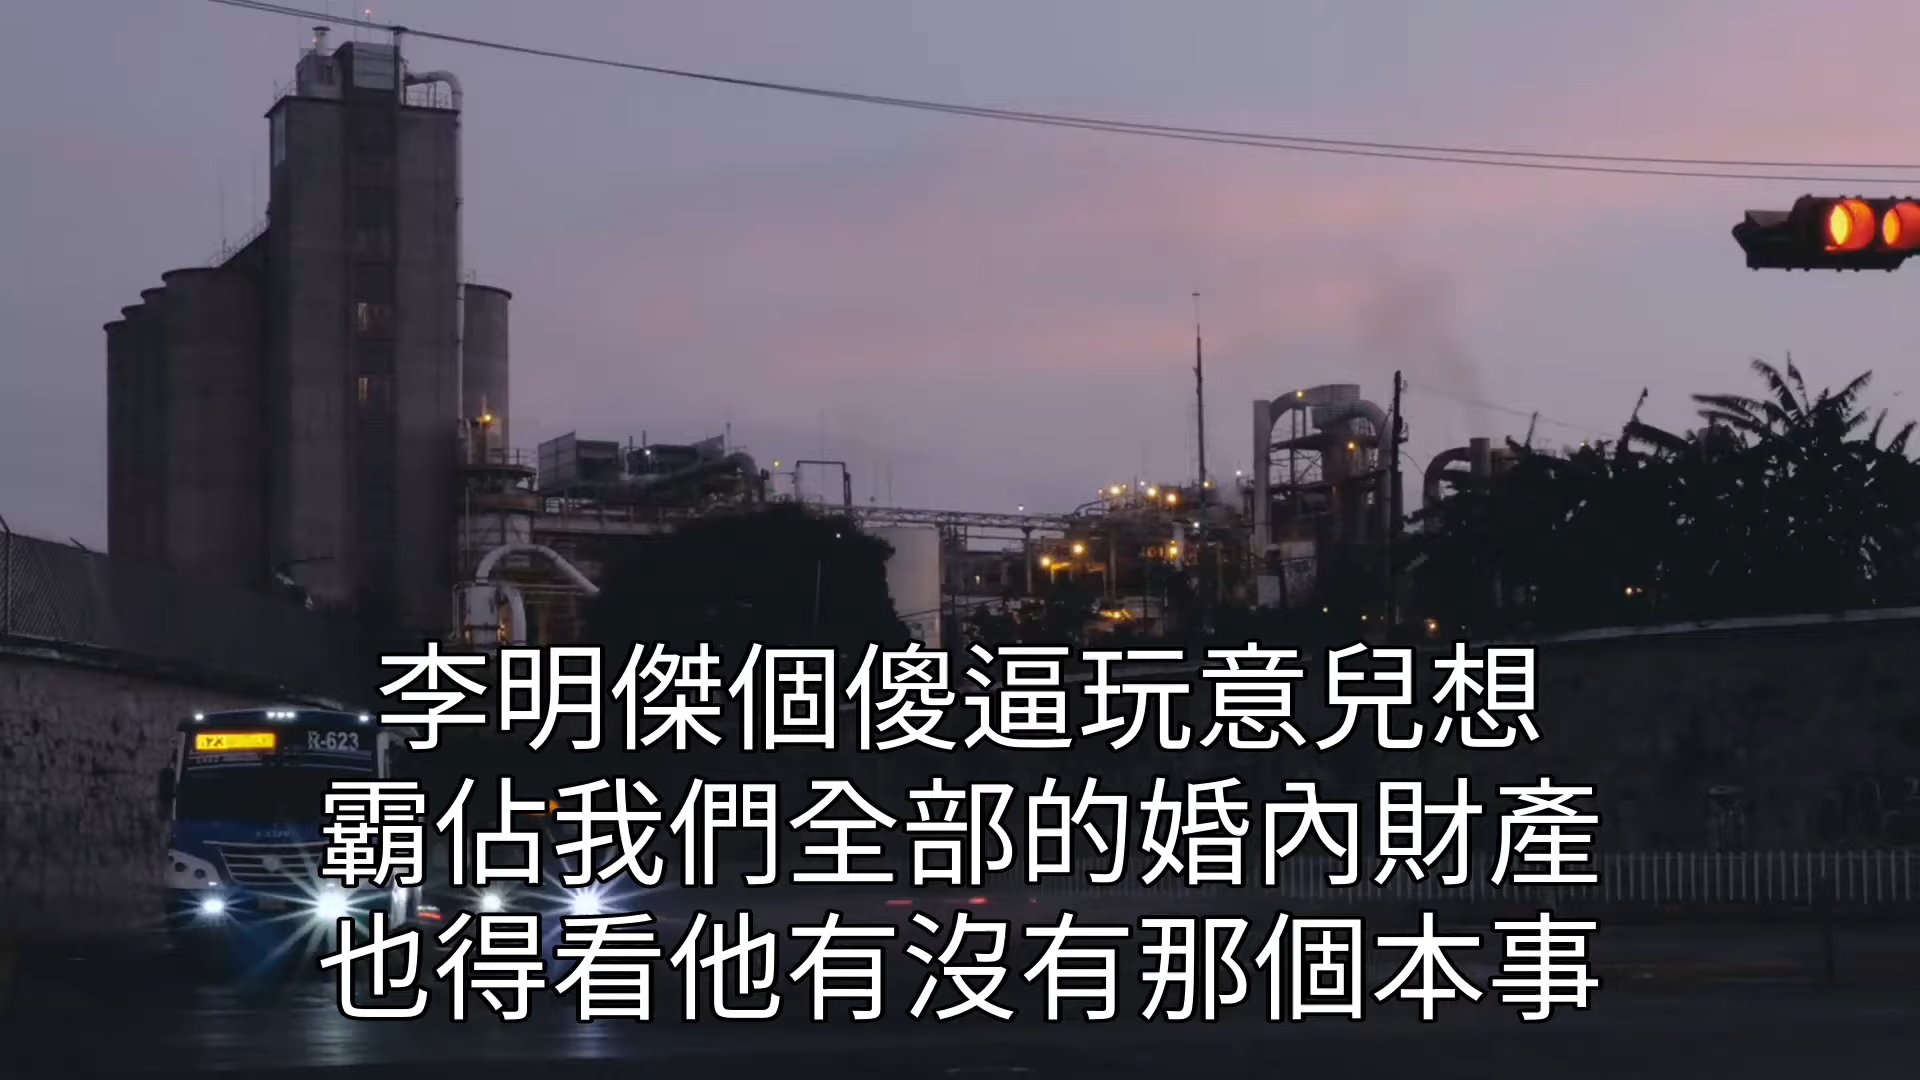 R-623
李明傑個傻逼玩意兒想
霸佔我們全部的婚內財產
也得看他有沒有那個本事